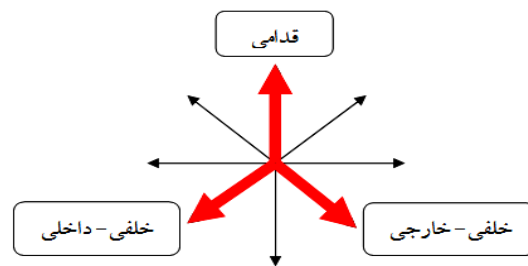 قدامی
خلفی - خارجی
خلفی - داخلی